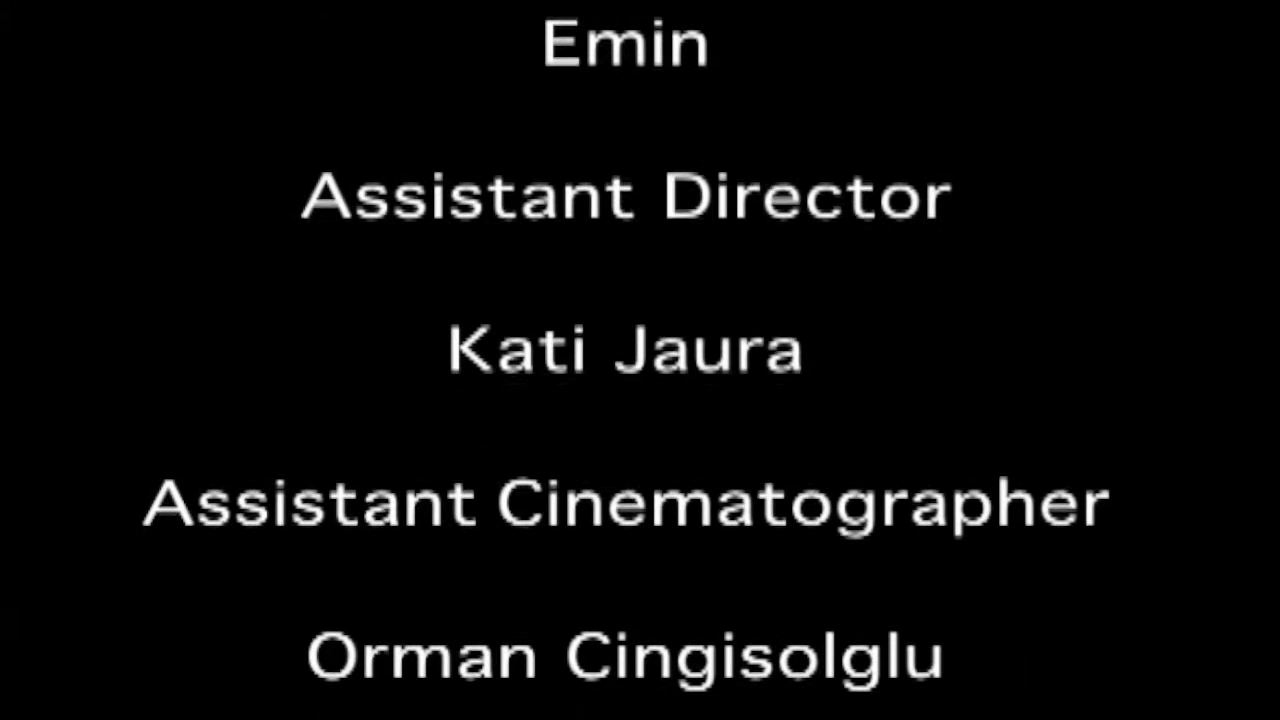 Emin
Assistant Director
Kati Jaura
Assistant Cinematographer
Orman Cingisolglu